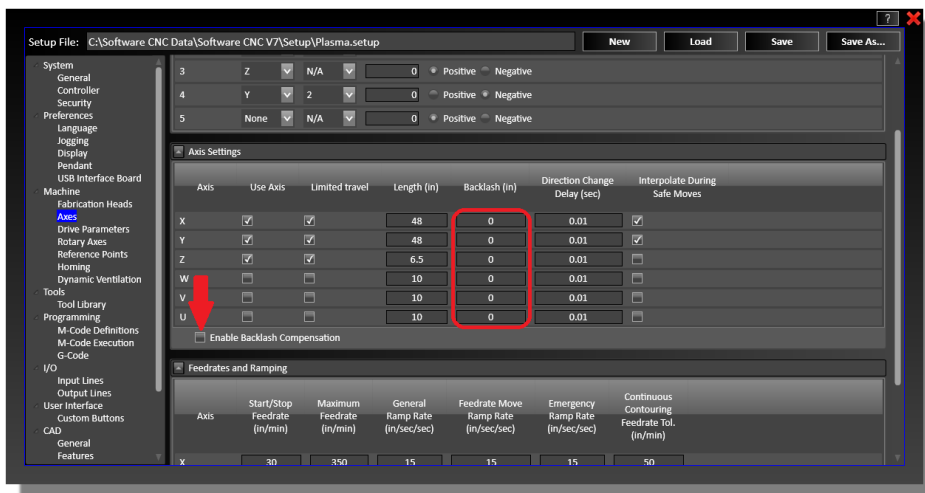 ?
Setup File: C:\Software CNC Data\Software CNC V7\Setup\Plasma.setup New Load Save Save As...
System
General
Controller
Security
Preferences
Language
Jogging
Display
Pendant
USB Interface Board
Machine
Fabrication Heads
Axes
Drive Parameters
Rotary Axes
Reference Points
Homing
Dynamic Ventilation
Tools
Tool Library
Programming
M-Code Definitions
M-Code Execution
G-Code
I/O
Input Lines
Output Lines
User Interface
Custom Buttons
CAD
General
Features
3 Z N/A 0 Positive Negative
4 Y 2 0 Positive Negative
5 None N/A 0 Positive Negative
Axis Settings
Axis Use Axis Limited travel Length (in) Backlash (in) Direction Change Delay (sec) Interpolate During Safe Moves
X 48 0 0.01
Y 48 0 0.01
Z 6.5 0 0.01
W 10 0 0.01
V 10 0 0.01
U 10 0 0.01
Enable Backlash Compensation
Feedrates and Ramping
Axis Start/Stop Feedrate (in/min) Maximum Feedrate (in/min) General Ramp Rate (in/sec/sec) Feedrate Move Ramp Rate (in/sec/sec) Emergency Ramp Rate (in/sec/sec) Continuous Contouring Feedrate Tol. (in/min)
X 30 350 15 15 15 50